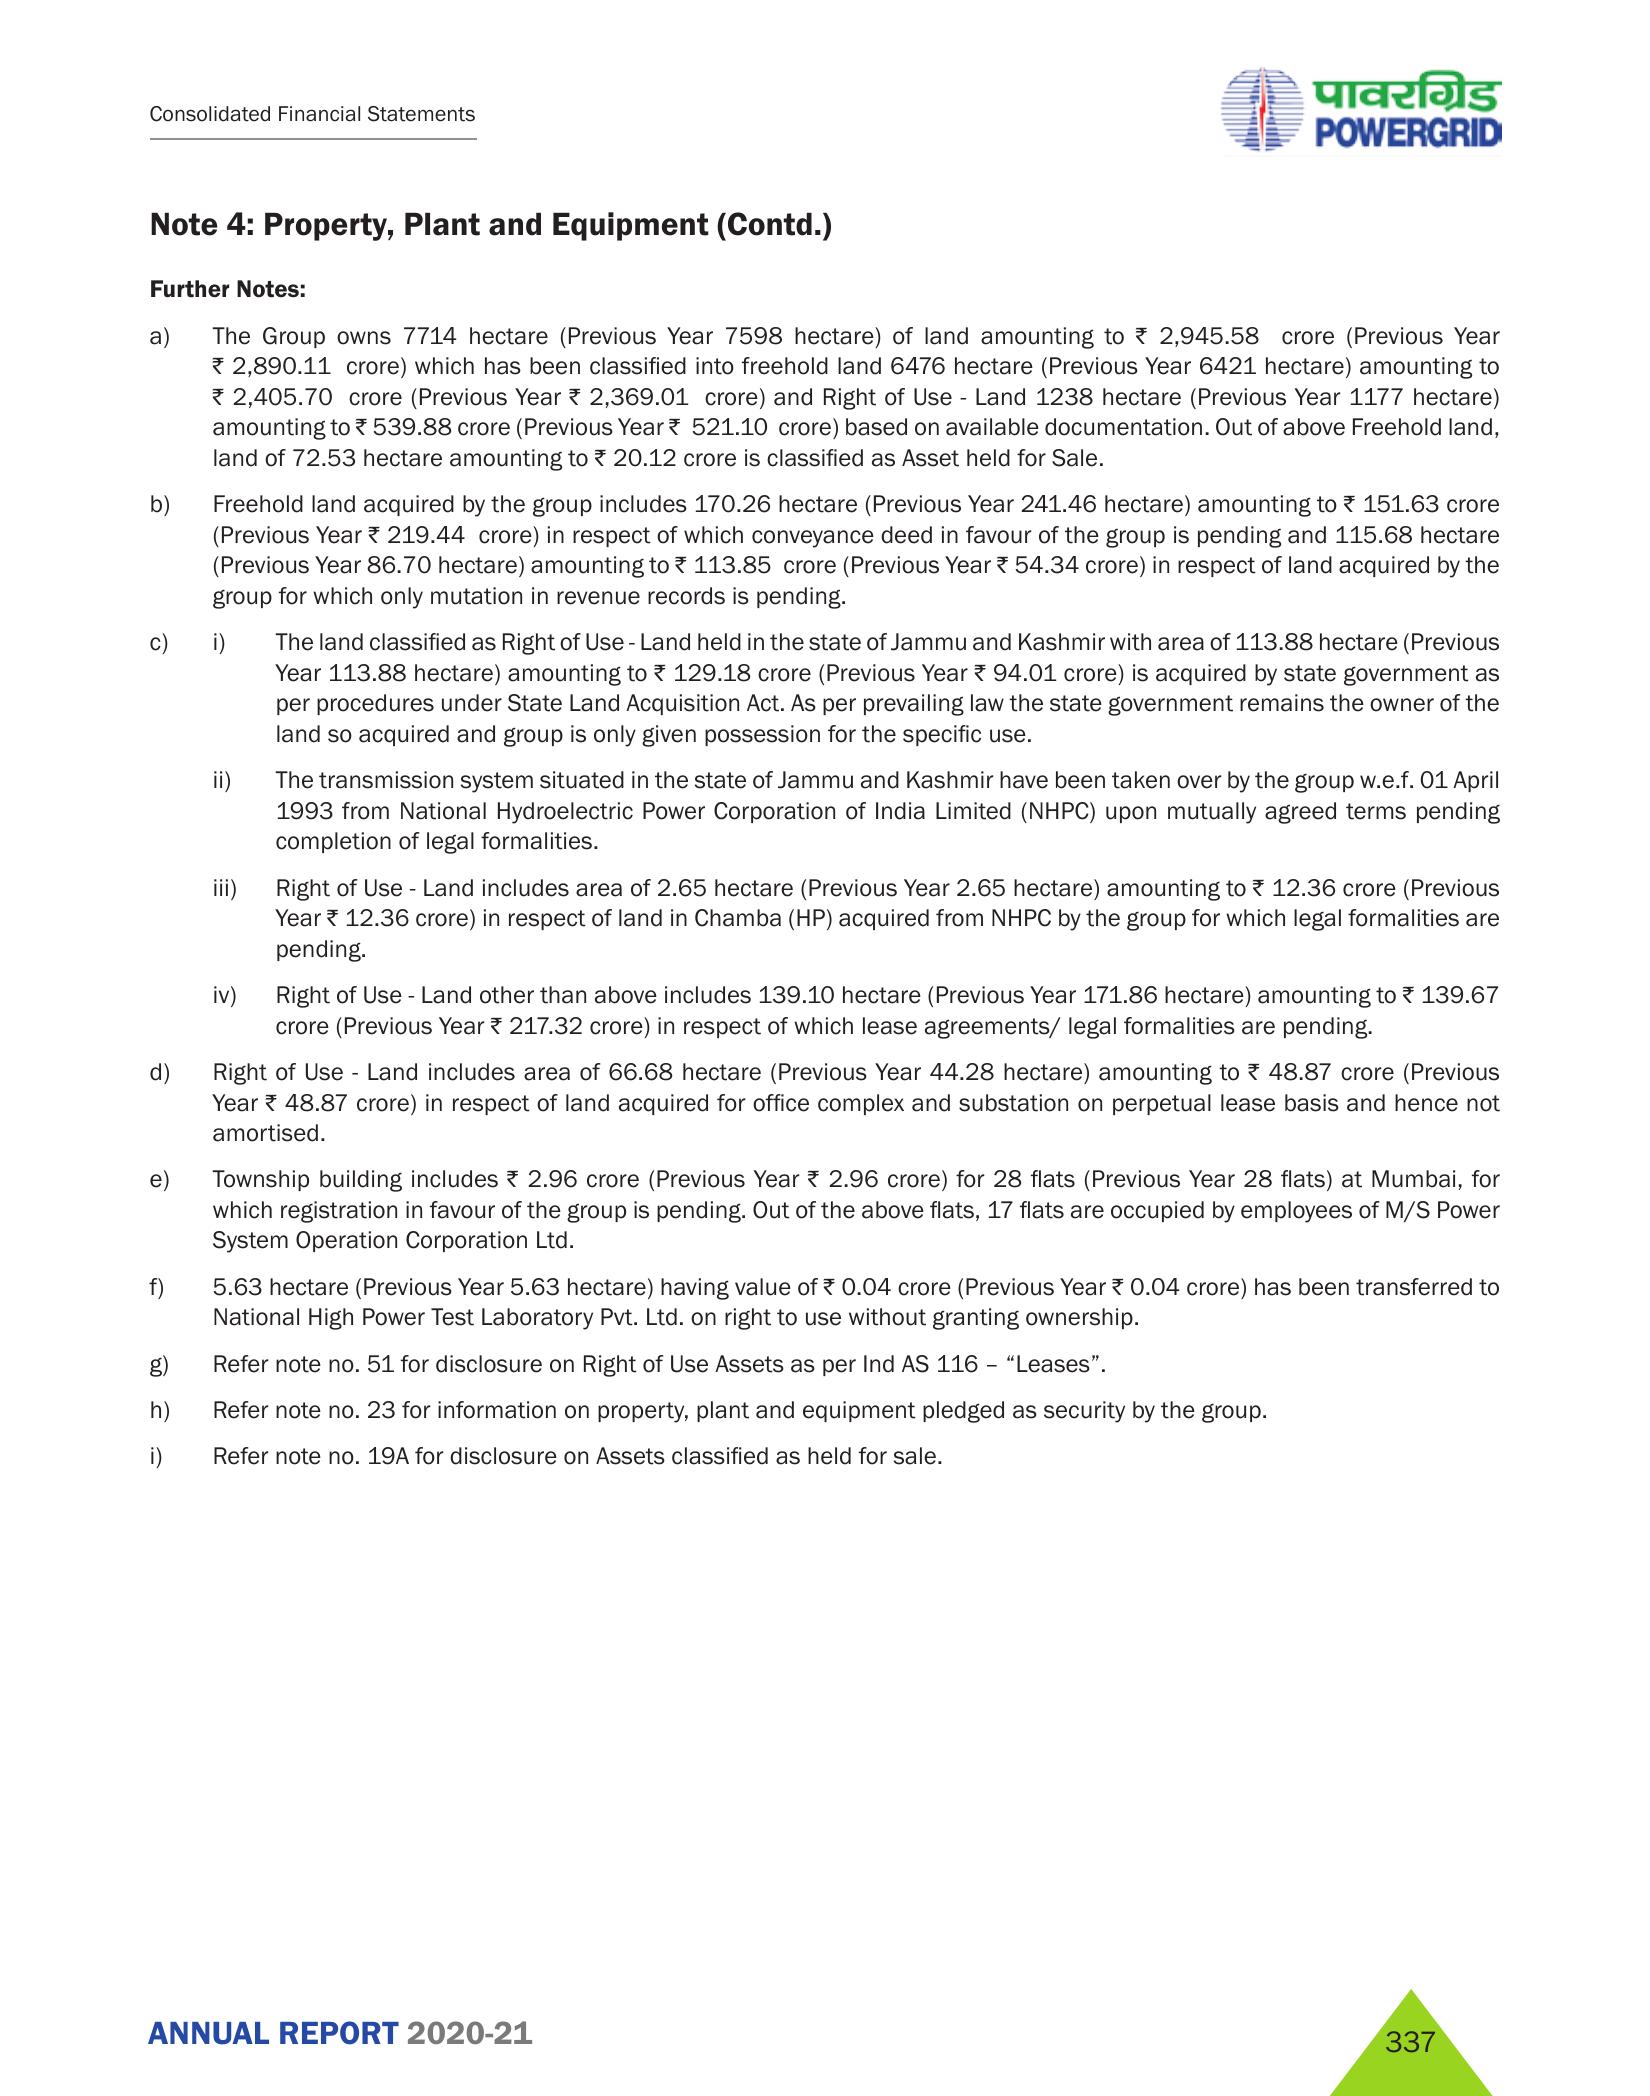 Consolidated Financial Statements
पावरग्रिड
POWERGRID
Note 4: Property, Plant and Equipment (Contd.)
Further Notes:
a) The Group owns 7714 hectare (Previous Year 7598 hectare) of land amounting to ₹ 2,945.58 crore (Previous Year
₹ 2,890.11 crore) which has been classified into freehold land 6476 hectare (Previous Year 6421 hectare) amounting to
₹ 2,405.70 crore (Previous Year ₹ 2,369.01 crore) and Right of Use - Land 1238 hectare (Previous Year 1177 hectare)
amounting to ₹ 539.88 crore (Previous Year ₹ 521.10 crore) based on available documentation. Out of above Freehold land,
land of 72.53 hectare amounting to ₹ 20.12 crore is classified as Asset held for Sale.
b) Freehold land acquired by the group includes 170.26 hectare (Previous Year 241.46 hectare) amounting to ₹ 151.63 crore
(Previous Year ₹ 219.44 crore) in respect of which conveyance deed in favour of the group is pending and 115.68 hectare
(Previous Year 86.70 hectare) amounting to ₹ 113.85 crore (Previous Year ₹ 54.34 crore) in respect of land acquired by the
group for which only mutation in revenue records is pending.
c) i) The land classified as Right of Use - Land held in the state of Jammu and Kashmir with area of 113.88 hectare (Previous
Year 113.88 hectare) amounting to ₹ 129.18 crore (Previous Year ₹ 94.01 crore) is acquired by state government as
per procedures under State Land Acquisition Act. As per prevailing law the state government remains the owner of the
land so acquired and group is only given possession for the specific use.
ii) The transmission system situated in the state of Jammu and Kashmir have been taken over by the group w.e.f. 01 April
1993 from National Hydroelectric Power Corporation of India Limited (NHPC) upon mutually agreed terms pending
completion of legal formalities.
iii) Right of Use - Land includes area of 2.65 hectare (Previous Year 2.65 hectare) amounting to ₹ 12.36 crore (Previous
Year ₹ 12.36 crore) in respect of land in Chamba (HP) acquired from NHPC by the group for which legal formalities are
pending.
iv) Right of Use - Land other than above includes 139.10 hectare (Previous Year 171.86 hectare) amounting to ₹ 139.67
crore (Previous Year ₹ 217.32 crore) in respect of which lease agreements/ legal formalities are pending.
d) Right of Use - Land includes area of 66.68 hectare (Previous Year 44.28 hectare) amounting to ₹ 48.87 crore (Previous
Year ₹ 48.87 crore) in respect of land acquired for office complex and substation on perpetual lease basis and hence not
amortised.
e) Township building includes ₹ 2.96 crore (Previous Year ₹ 2.96 crore) for 28 flats (Previous Year 28 flats) at Mumbai, for
which registration in favour of the group is pending. Out of the above flats, 17 flats are occupied by employees of M/S Power
System Operation Corporation Ltd.
f) 5.63 hectare (Previous Year 5.63 hectare) having value of ₹ 0.04 crore (Previous Year ₹ 0.04 crore) has been transferred to
National High Power Test Laboratory Pvt. Ltd. on right to use without granting ownership.
g) Refer note no. 51 for disclosure on Right of Use Assets as per Ind AS 116 – “Leases”.
h) Refer note no. 23 for information on property, plant and equipment pledged as security by the group.
i) Refer note no. 19A for disclosure on Assets classified as held for sale.
ANNUAL REPORT 2020-21
337